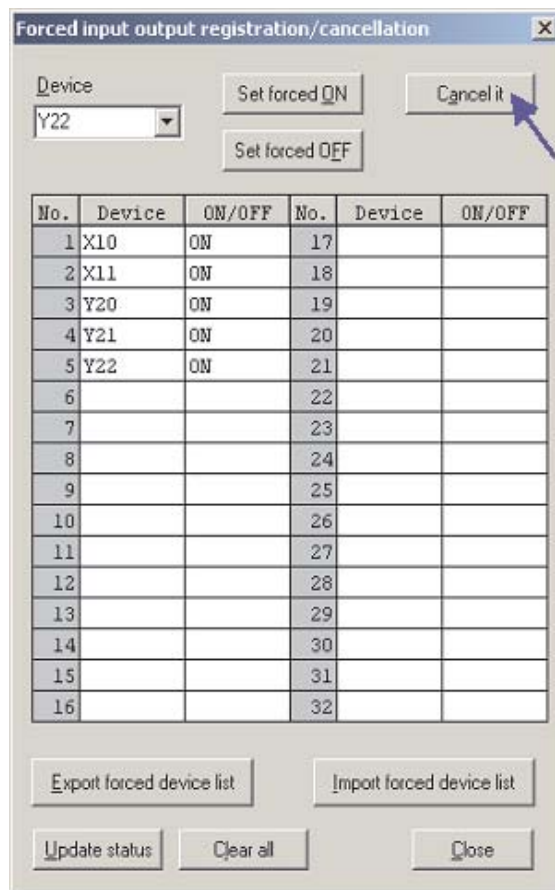 Forced input output registration/cancellation
Device
Set forced ON
Cancel it
Y22
Set forced OFF
No. Device ON/OFF No. Device ON/OFF
1 X10 ON 17
2 X11 ON 18
3 Y20 ON 19
4 Y21 ON 20
5 Y22 ON 21
6 22
7 23
8 24
9 25
10 26
11 27
12 28
13 29
14 30
15 31
16 32
Export forced device list Import forced device list
Update status Clear all Close